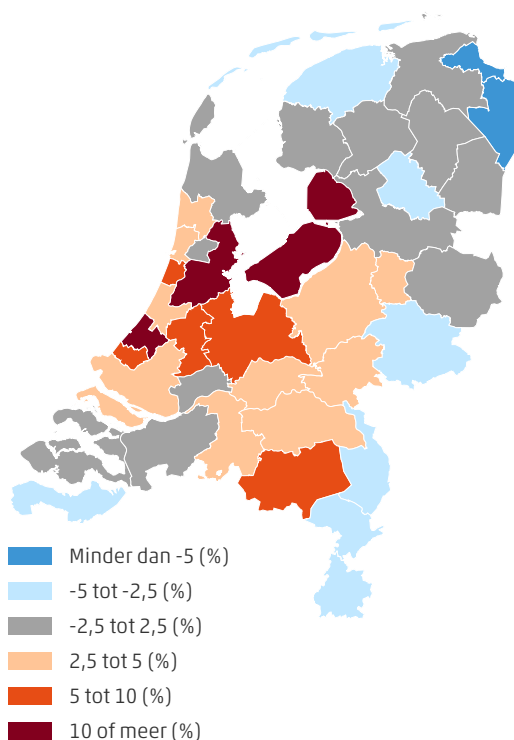 Minder dan -5 (%)
-5 tot -2,5 (%)
-2,5 tot 2,5 (%)
2,5 tot 5 (%)
5 tot 10 (%)
10 of meer (%)